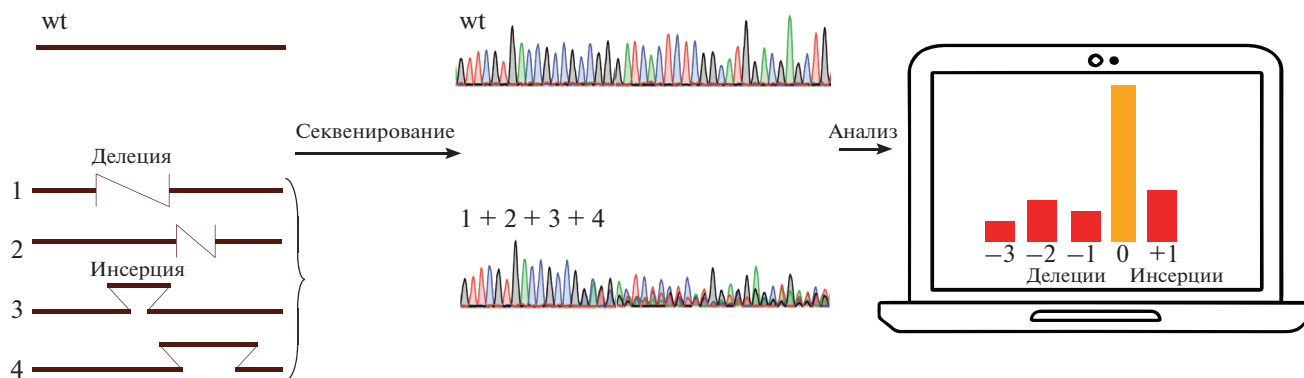 wt
Делеция
1
2
Инсерция
3
4
Секвенирование
wt
1 + 2 + 3 + 4
Анализ
−3 −2 −1 0 +1
Делеции Инсерции